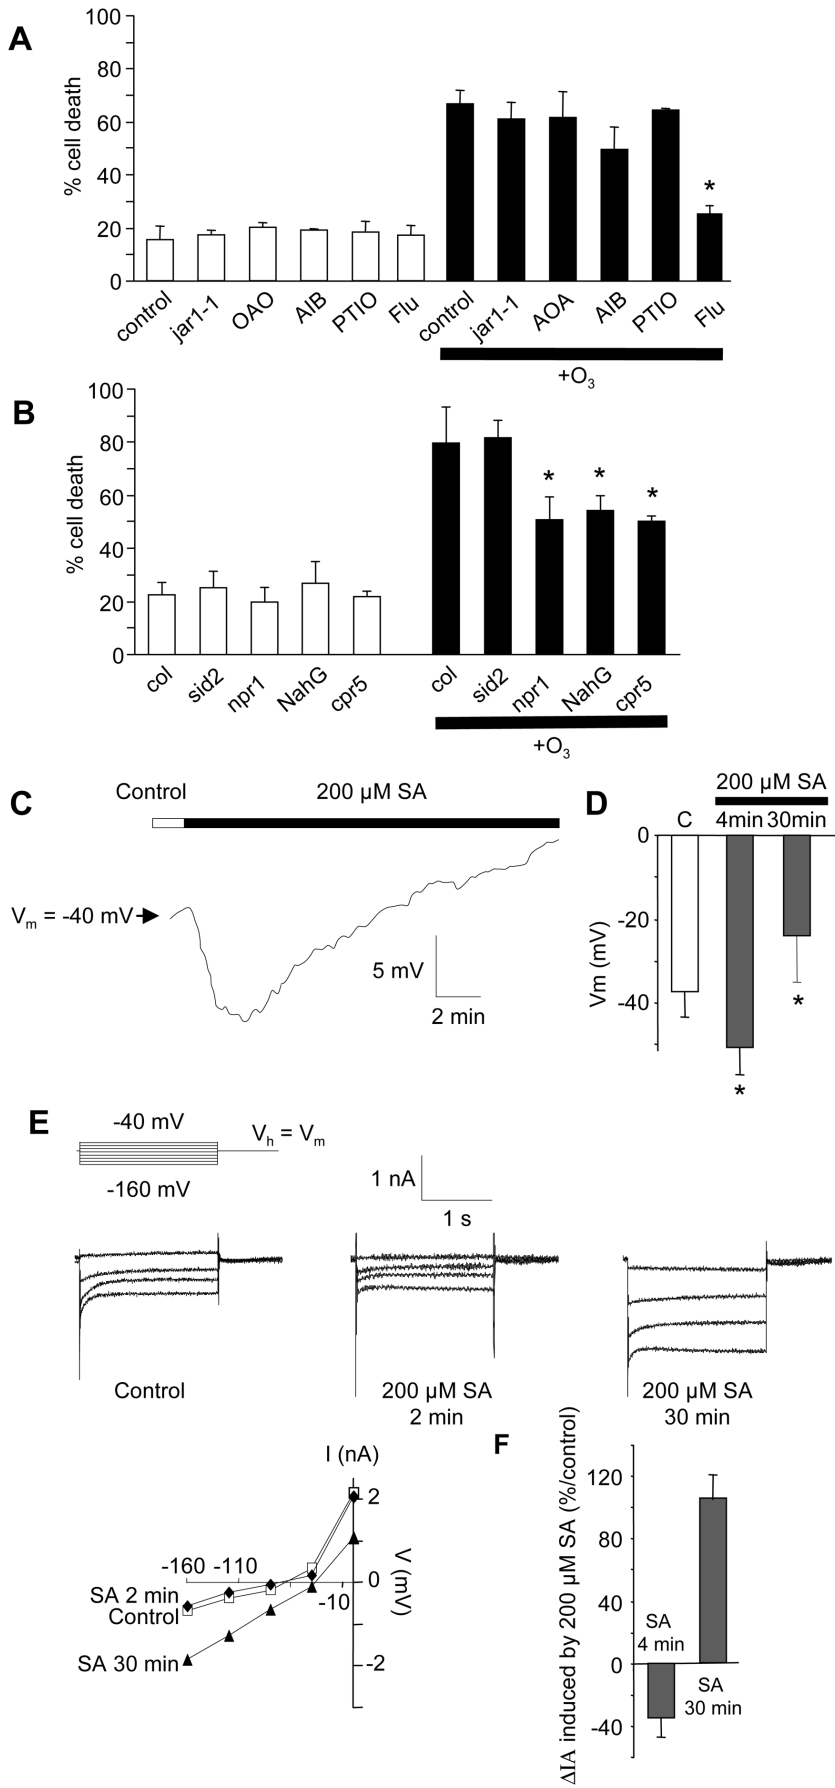 A
% cell death
100
80
60
40
20
0
control
jar1-1
OAO
AIB
PTIO
Flu
control
jar1-1
AOA
AIB
PTIO
Flu
*
+O3
B
% cell death
100
80
60
40
20
0
col
sid2
npr1
NahG
cpr5
col
sid2
npr1
NahG
cpr5
* * *
+O3
C
Control 200 µM SA
Vm = -40 mV
5 mV
2 min
D
200 µM SA
C 4min 30min
Vm (mV)
0
-20
-40
*
*
E
-40 mV
Vh = Vm
-160 mV
1 nA
1 s
Control
200 µM SA
2 min
200 µM SA
30 min
I (nA)
2
0
-2
-160 -110
-10
V (mV)
SA 2 min
Control
SA 30 min
F
ΔIA induced by 200 µM SA (%/control)
120
80
40
0
-40
SA
4 min
SA
30 min